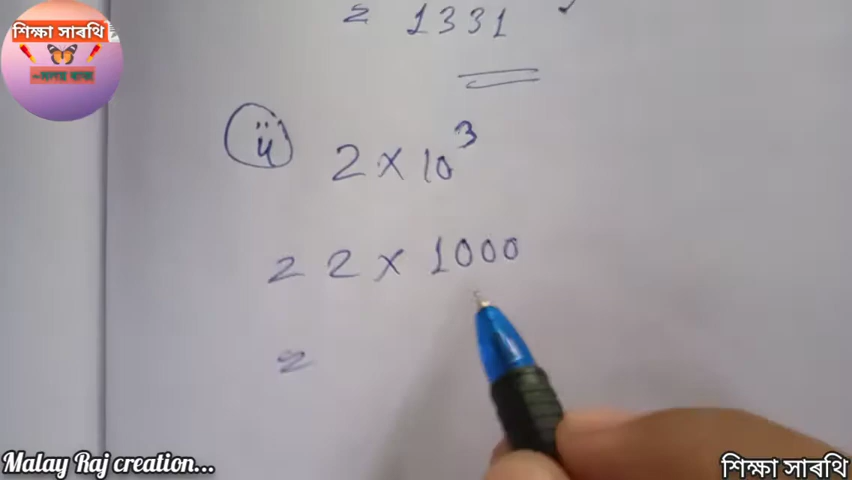 শিক্ষা সাৰথি
= 1331
(ii) 2 × 10³
= 2 × 1000
=
Malay Raj creation...
শিক্ষা সাৰথি